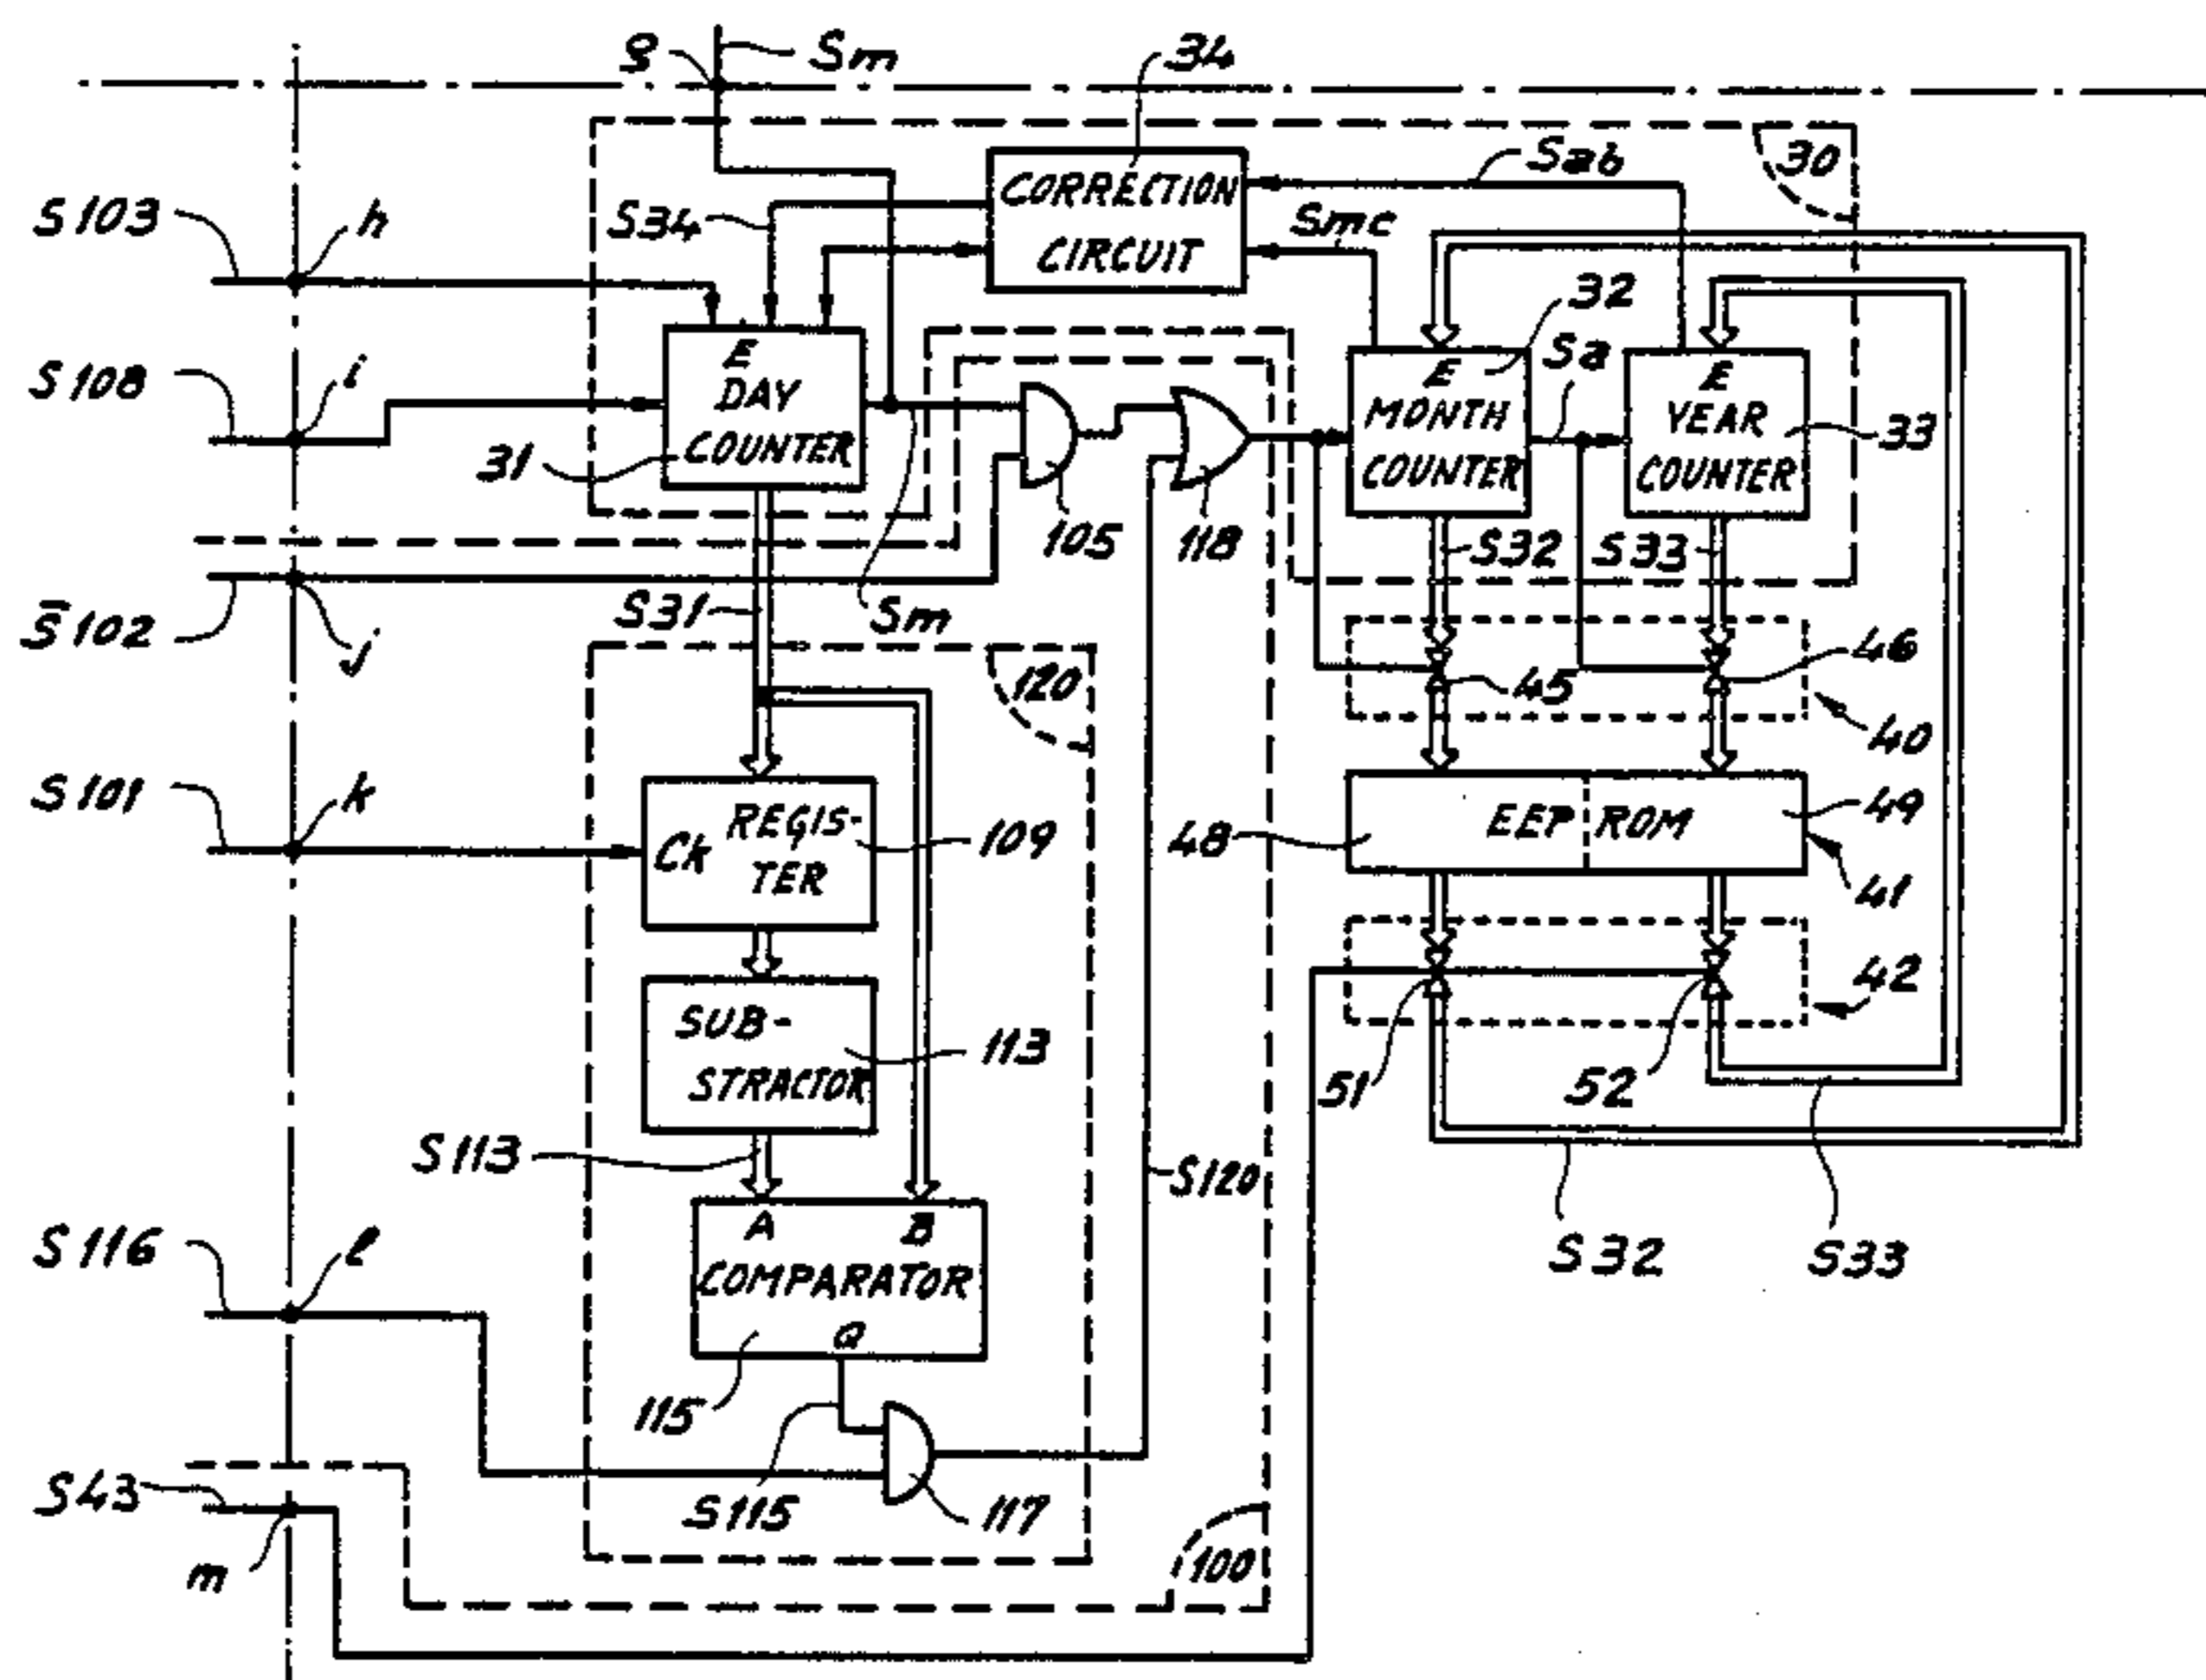 g Sm 34
30
Sab
CORRECTION
CIRCUIT
S34
Smc
S103 h
32
Sa
E
DAY
COUNTER
E
MONTH
COUNTER
E
YEAR
COUNTER
33
S108 i
31
105
118
S32
S33
S̅102
j
S31
Sm
120
45
46
40
S101 k
Ck REGIS-
TER
109
48
EEP ROM
49
41
42
SUB-
STRACTOR
113
51
52
S113
S120
A B
COMPARATOR
Q
S116 l
S32
S33
115
S115
117
S43
m
100